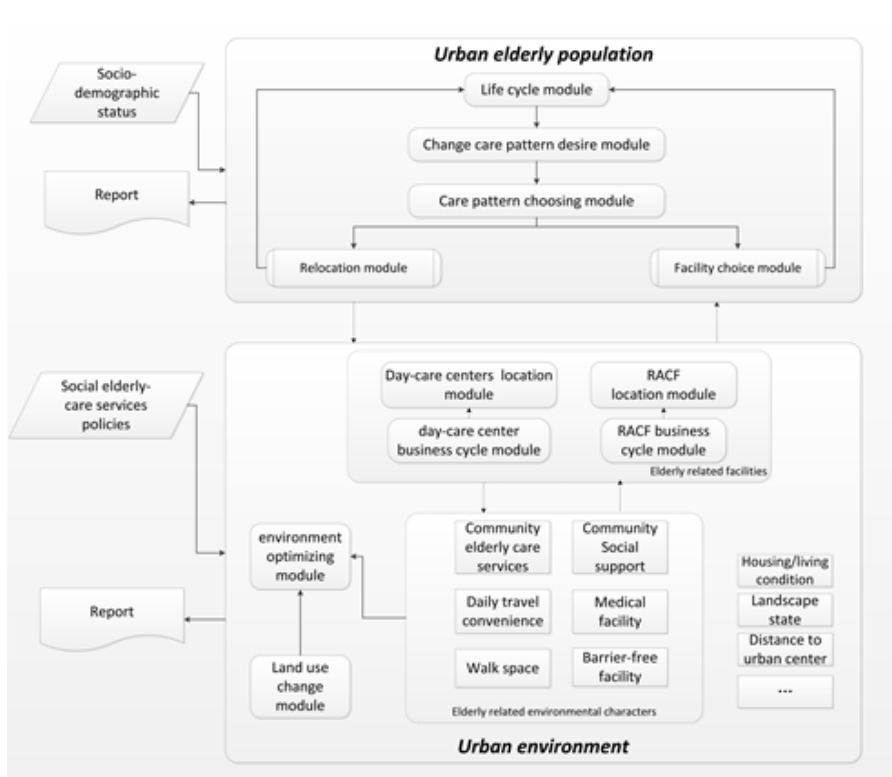 Urban elderly population
Socio-
demographic
status
Life cycle module
Change care pattern desire module
Report
Care pattern choosing module
Relocation module
Facility choice module
Urban environment
Social elderly-
care services
policies
Day-care centers location
module
RACF
location module
day-care center
business cycle module
RACF business
cycle module
Elderly related facilities
environment
optimizing
module
Community
elderly care
services
Community
Social
support
Housing/living
condition
Report
Daily travel
convenience
Medical
facility
Landscape
state
Distance to
urban center
Land use
change
module
Walk space
Barrier-free
facility
...
Elderly related environmental characters